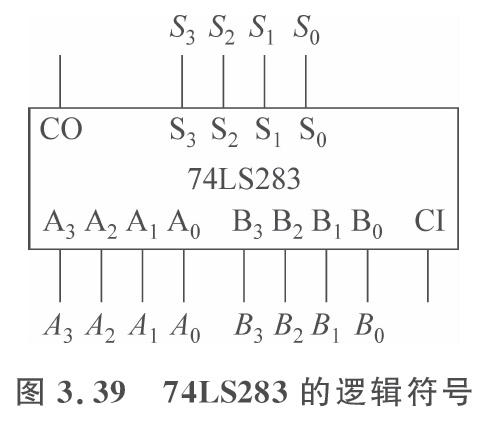 S₃ S₂ S₁ S₀
CO S₃ S₂ S₁ S₀
74LS283
A₃ A₂ A₁ A₀ B₃ B₂ B₁ B₀ CI
A₃ A₂ A₁ A₀ B₃ B₂ B₁ B₀
图 3.39 74LS283 的逻辑符号